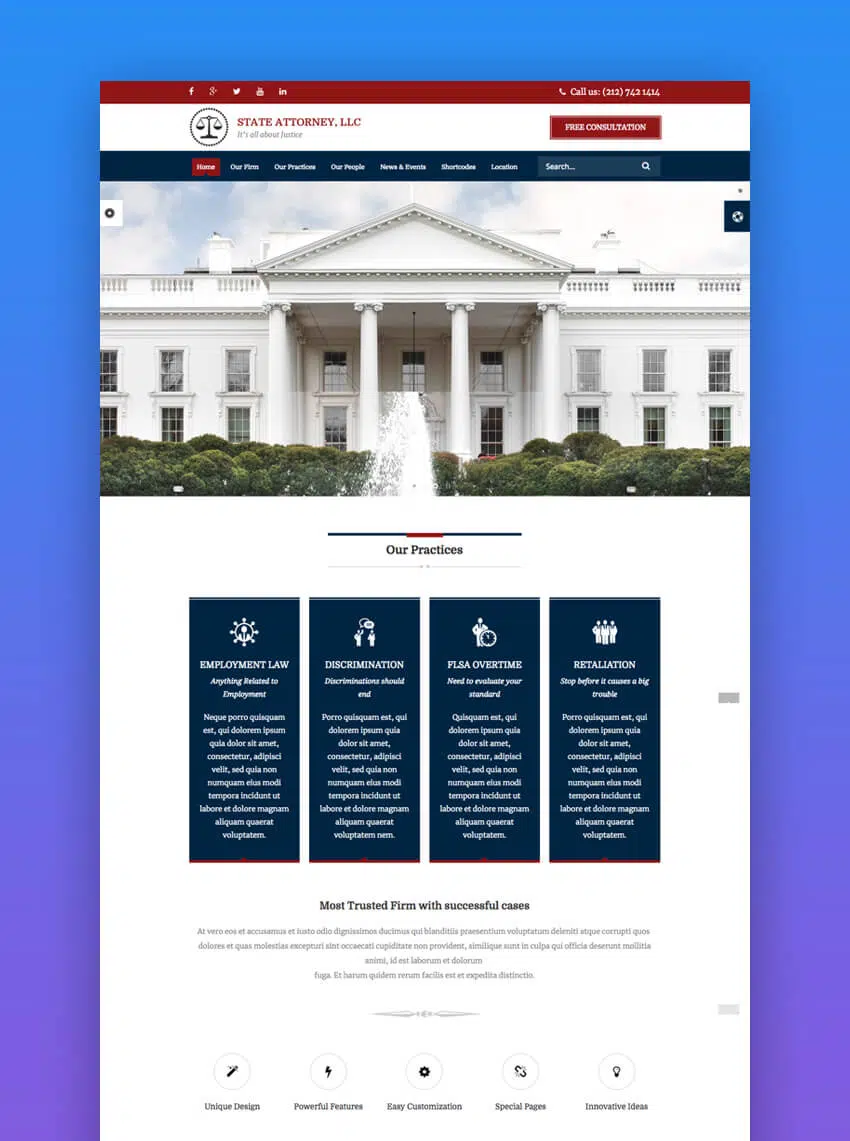 Call us: (212) 742 1414
STATE ATTORNEY, LLC
It's all about Justice
FREE CONSULTATION
Home Our Firm Our Practices Our People News & Events Shortcodes Location Search...
Our Practices
EMPLOYMENT LAW
Anything Related to
Employment
Neque porro quisquam
est, qui dolorem ipsum
quia dolor sit amet,
consectetur, adipisci
velit, sed quia non
numquam eius modi
tempora incidunt ut
labore et dolore magnam
aliquam quaerat
voluptatem.
DISCRIMINATION
Discriminations should
end
Porro quisquam est, qui
dolorem ipsum quia
dolor sit amet,
consectetur, adipisci
velit, sed quia non
numquam eius modi
tempora incidunt ut
labore et dolore magnam
aliquam quaerat
voluptatem nem.
FLSA OVERTIME
Need to evaluate your
standard
Quisquam est, qui
dolorem ipsum quia
dolor sit amet,
consectetur, adipisci
velit, sed quia non
numquam eius modi
tempora incidunt ut
labore et dolore magnam
aliquam quaerat
voluptatem.
RETALIATION
Stop before it causes a big
trouble
Porro quisquam est, qui
dolorem ipsum quia
dolor sit amet,
consectetur, adipisci
velit, sed quia non
numquam eius modi
tempora incidunt ut
labore et dolore magnam
aliquam quaerat
voluptatem.
Most Trusted Firm with successful cases
At vero eos et accusamus et iusto odio dignissimos ducimus qui blanditiis praesentium voluptatum deleniti atque corrupti quos
dolores et quas molestias excepturi sint occaecati cupiditate non provident, similique sunt in culpa qui officia deserunt mollitia
animi, id est laborum et dolorum
fuga. Et harum quidem rerum facilis est et expedita distinctio.
Unique Design Powerful Features Easy Customization Special Pages Innovative Ideas